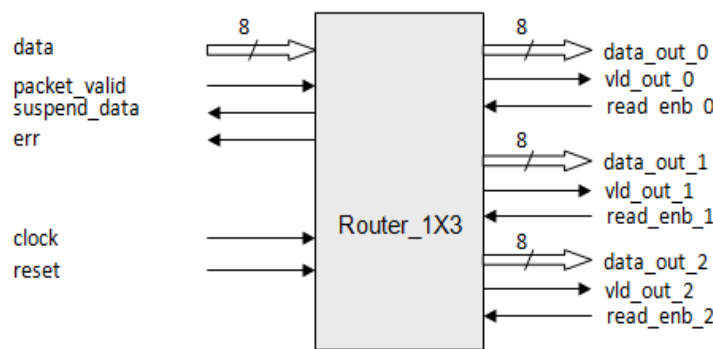 8
data
packet_valid
suspend_data
err
clock
reset
Router_1X3
8
data_out_0
vld_out_0
read_enb_0
8
data_out_1
vld_out_1
read_enb_1
8
data_out_2
vld_out_2
read_enb_2